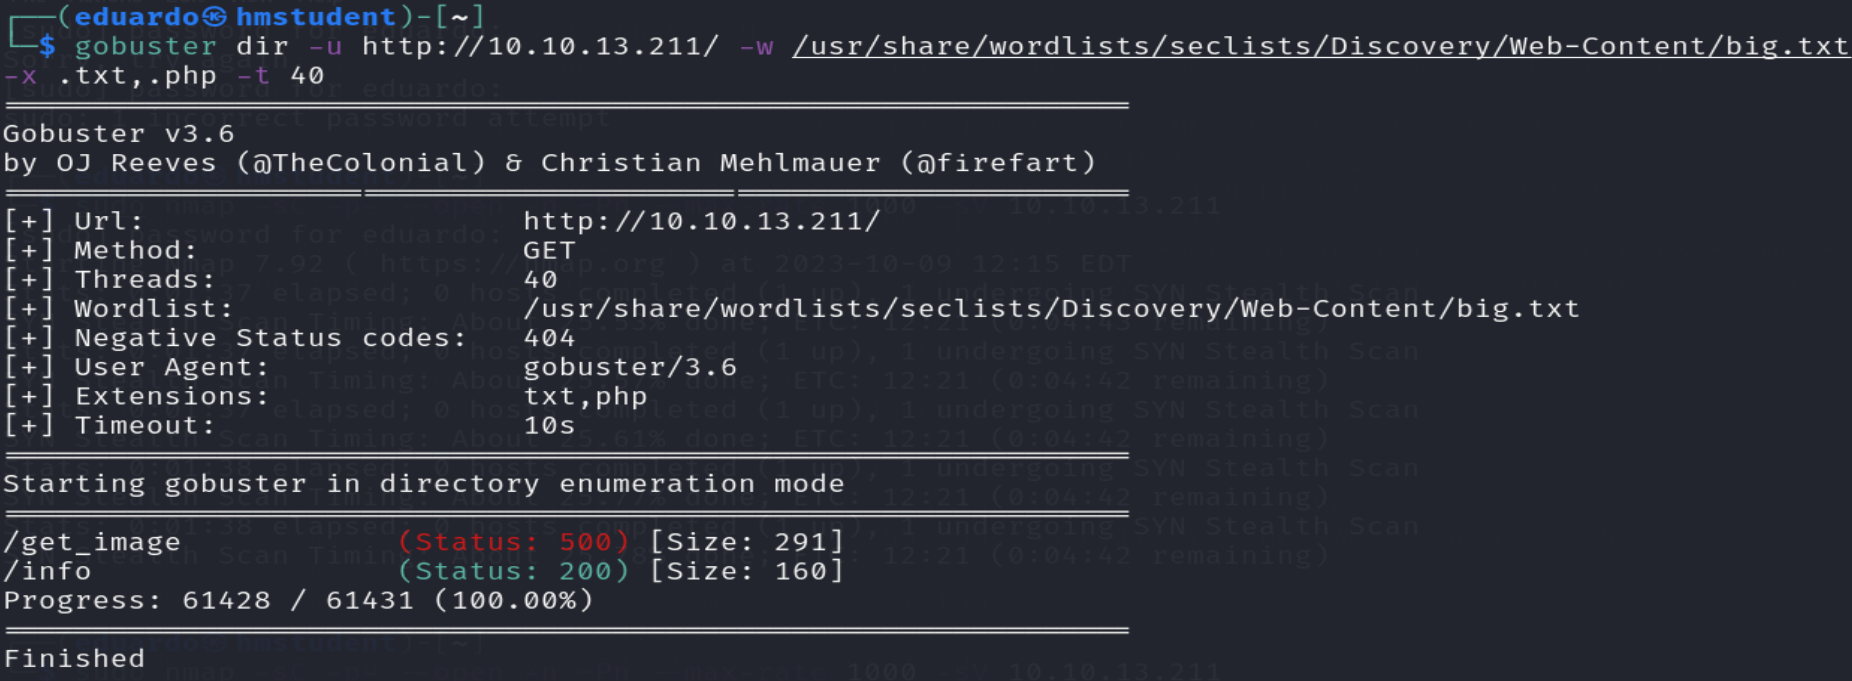 (eduardo㉿hmstudent)-[~]
$ gobuster dir -u http://10.10.13.211/ -w /usr/share/wordlists/seclists/Discovery/Web-Content/big.txt
-x .txt,.php -t 40
Gobuster v3.6
by OJ Reeves (@TheColonial) & Christian Mehlmauer (@firefart)
[+] Url: http://10.10.13.211/
[+] Method: GET
[+] Threads: 40
[+] Wordlist: /usr/share/wordlists/seclists/Discovery/Web-Content/big.txt
[+] Negative Status codes: 404
[+] User Agent: gobuster/3.6
[+] Extensions: txt,php
[+] Timeout: 10s
Starting gobuster in directory enumeration mode
/get_image (Status: 500) [Size: 291]
/info (Status: 200) [Size: 160]
Progress: 61428 / 61431 (100.00%)
Finished